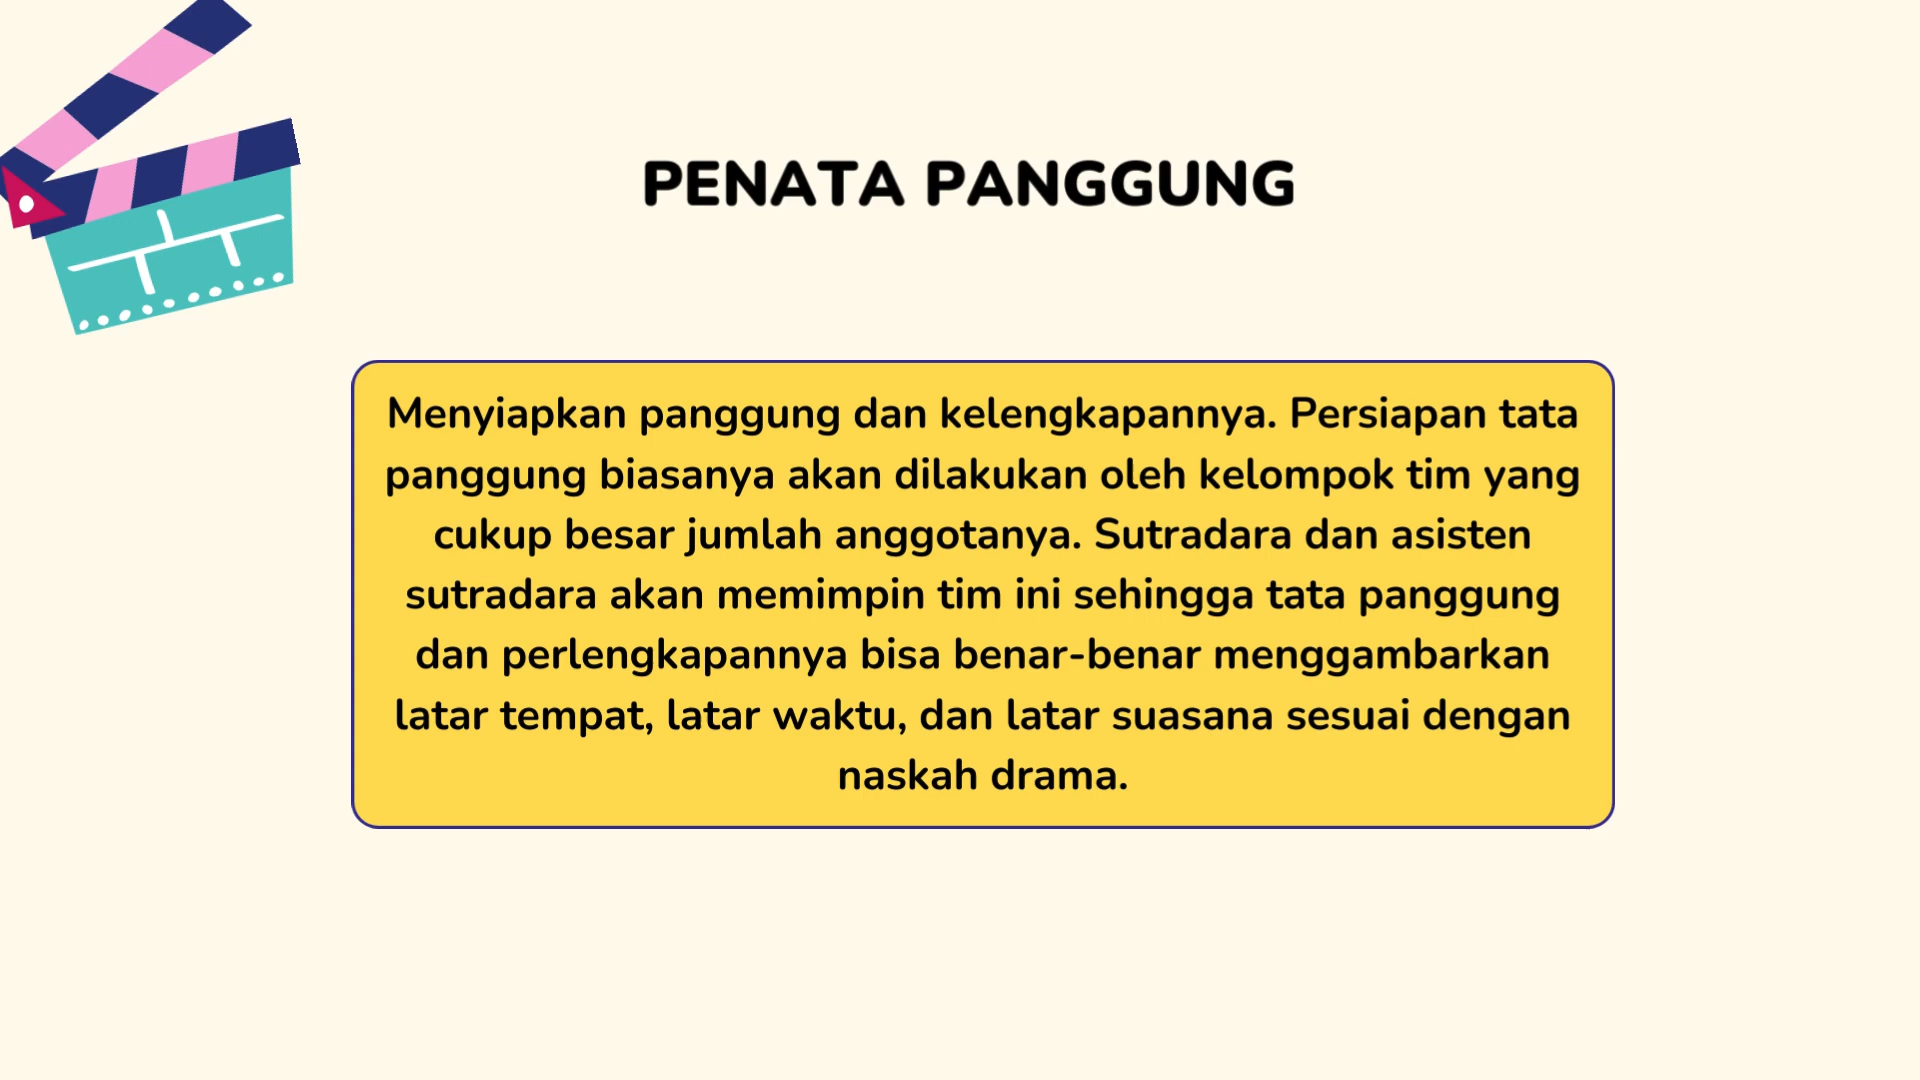 PENATA PANGGUNG
Menyiapkan panggung dan kelengkapannya. Persiapan tata
panggung biasanya akan dilakukan oleh kelompok tim yang
cukup besar jumlah anggotanya. Sutradara dan asisten
sutradara akan memimpin tim ini sehingga tata panggung
dan perlengkapannya bisa benar-benar menggambarkan
latar tempat, latar waktu, dan latar suasana sesuai dengan
naskah drama.